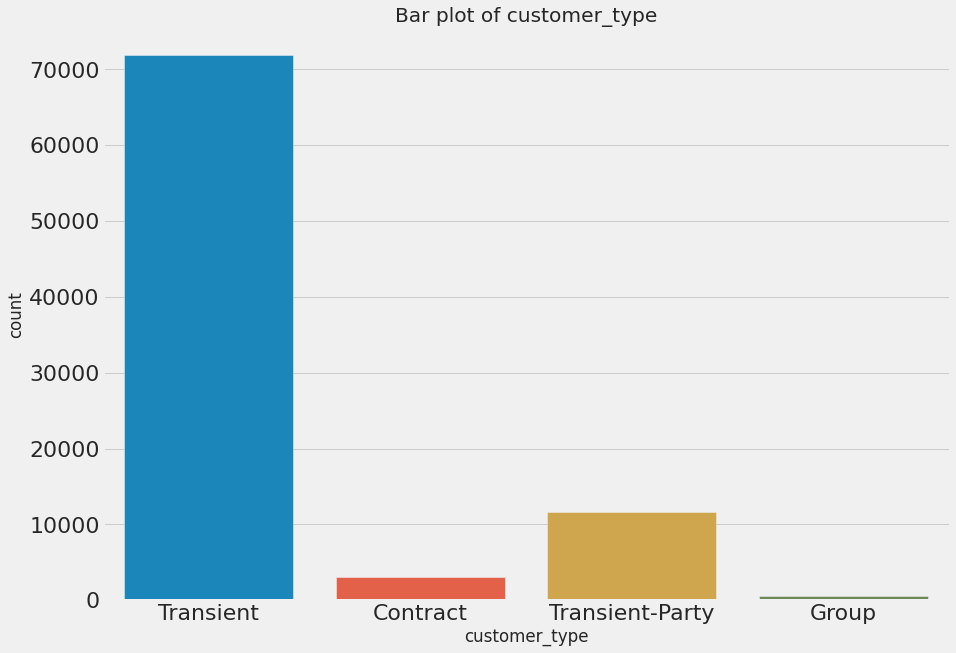 Bar plot of customer_type
70000
60000
50000
40000
30000
20000
10000
0
count
Transient Contract Transient-Party Group
customer_type